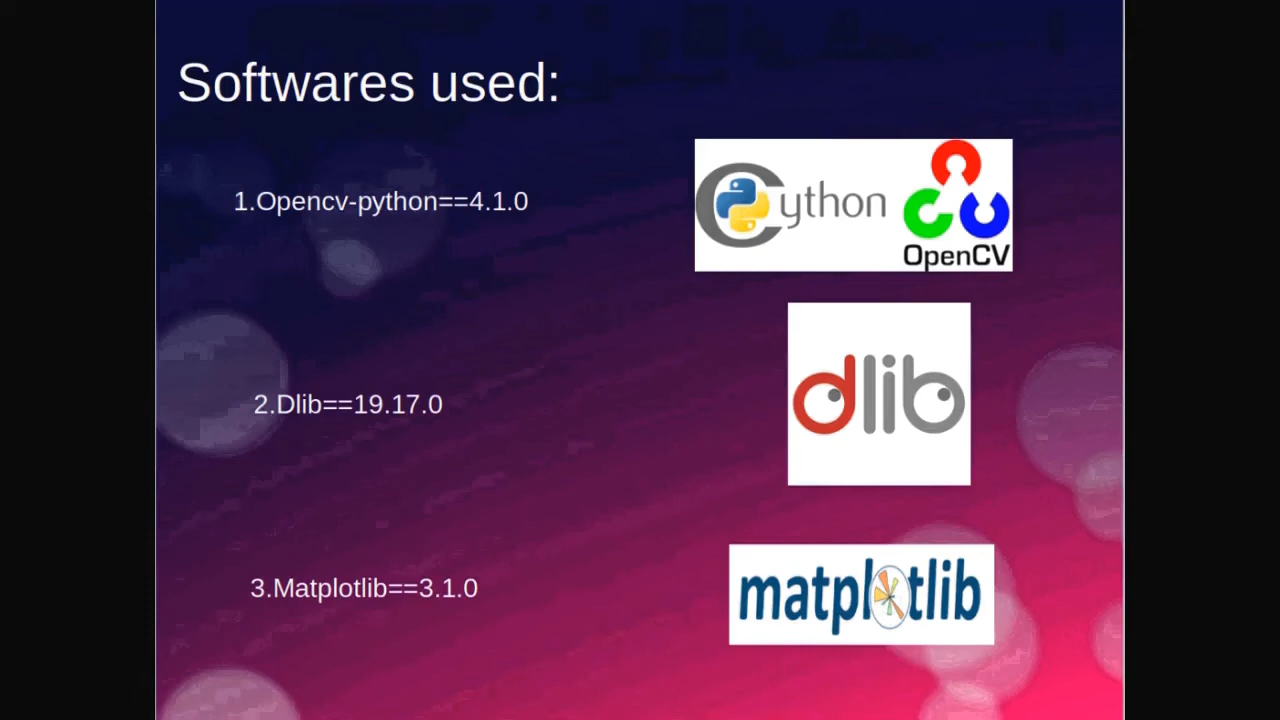 Softwares used:
1.Opencv-python==4.1.0
Cython
OpenCV
2.Dlib==19.17.0
dlib
3.Matplotlib==3.1.0
matplotlib